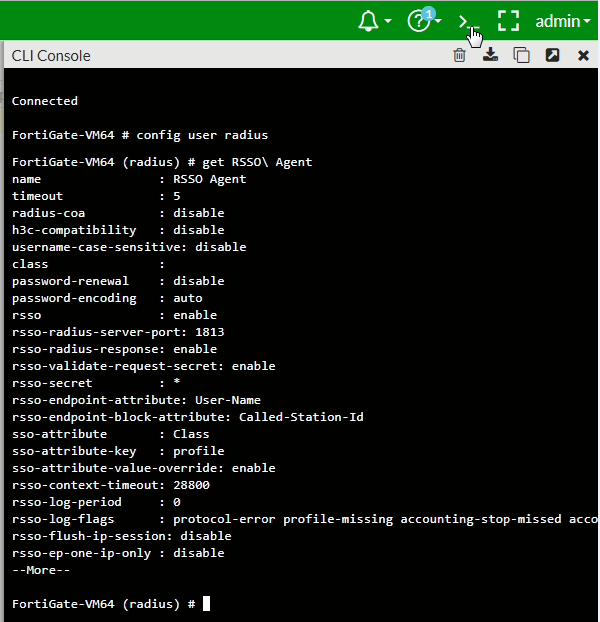 1
>_
admin
CLI Console
Connected
FortiGate-VM64 # config user radius
FortiGate-VM64 (radius) # get RSSO\ Agent
name : RSSO Agent
timeout : 5
radius-coa : disable
h3c-compatibility : disable
username-case-sensitive: disable
class :
password-renewal : disable
password-encoding : auto
rsso : enable
rsso-radius-server-port: 1813
rsso-radius-response: enable
rsso-validate-request-secret: enable
rsso-secret : *
rsso-endpoint-attribute: User-Name
rsso-endpoint-block-attribute: Called-Station-Id
sso-attribute : Class
sso-attribute-key : profile
sso-attribute-value-override: enable
rsso-context-timeout: 28800
rsso-log-period : 0
rsso-log-flags : protocol-error profile-missing accounting-stop-missed acco
rsso-flush-ip-session: disable
rsso-ep-one-ip-only : disable
--More--
FortiGate-VM64 (radius) #